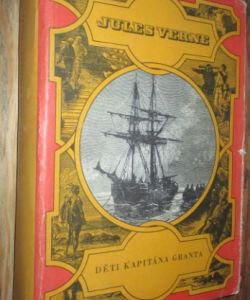 JULES VERNE
DĚTI KAPITÁNA GRANTA